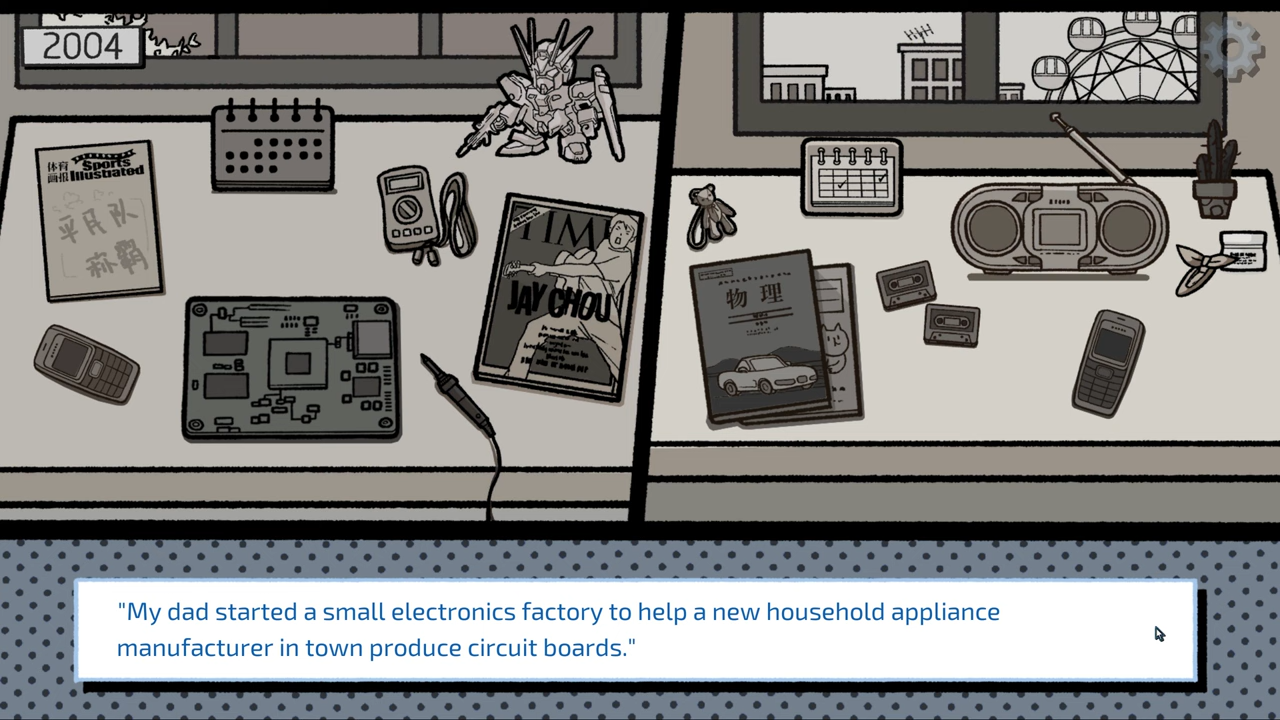 2004
体育
画报
Sports
Illustrated
平民队
称霸
TIME
JAY CHOU
物理
"My dad started a small electronics factory to help a new household appliance
manufacturer in town produce circuit boards."